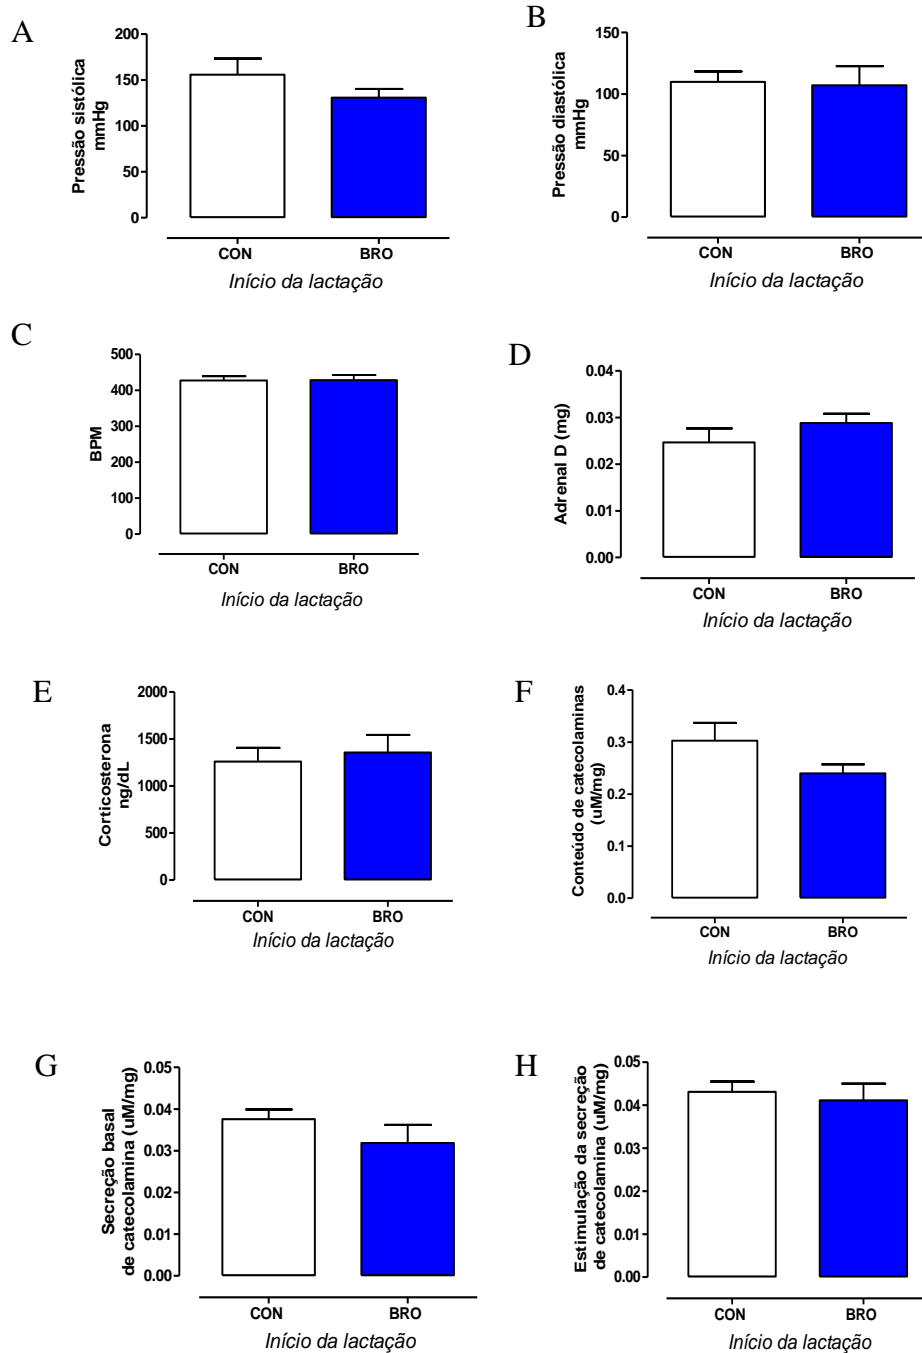 A
Pressão sistólica
mmHg
200
150
100
50
0
CON
BRO
Início da lactação
B
Pressão diastólica
mmHg
150
100
50
0
CON
BRO
Início da lactação
C
BPM
500
400
300
200
100
0
CON
BRO
Início da lactação
D
Adrenal D (mg)
0.04
0.03
0.02
0.01
0.00
CON
BRO
Início da lactação
E
Corticosterona
ng/dL
2000
1500
1000
500
0
CON
BRO
Início da lactação
F
Conteúdo de catecolaminas
(uM/mg)
0.4
0.3
0.2
0.1
0.0
CON
BRO
Início da lactação
G
Secreção basal
de catecolamina (uM/mg)
0.05
0.04
0.03
0.02
0.01
0.00
CON
BRO
Início da lactação
H
Estimulação da secreção
de catecolamina (uM/mg)
0.05
0.04
0.03
0.02
0.01
0.00
CON
BRO
Início da lactação